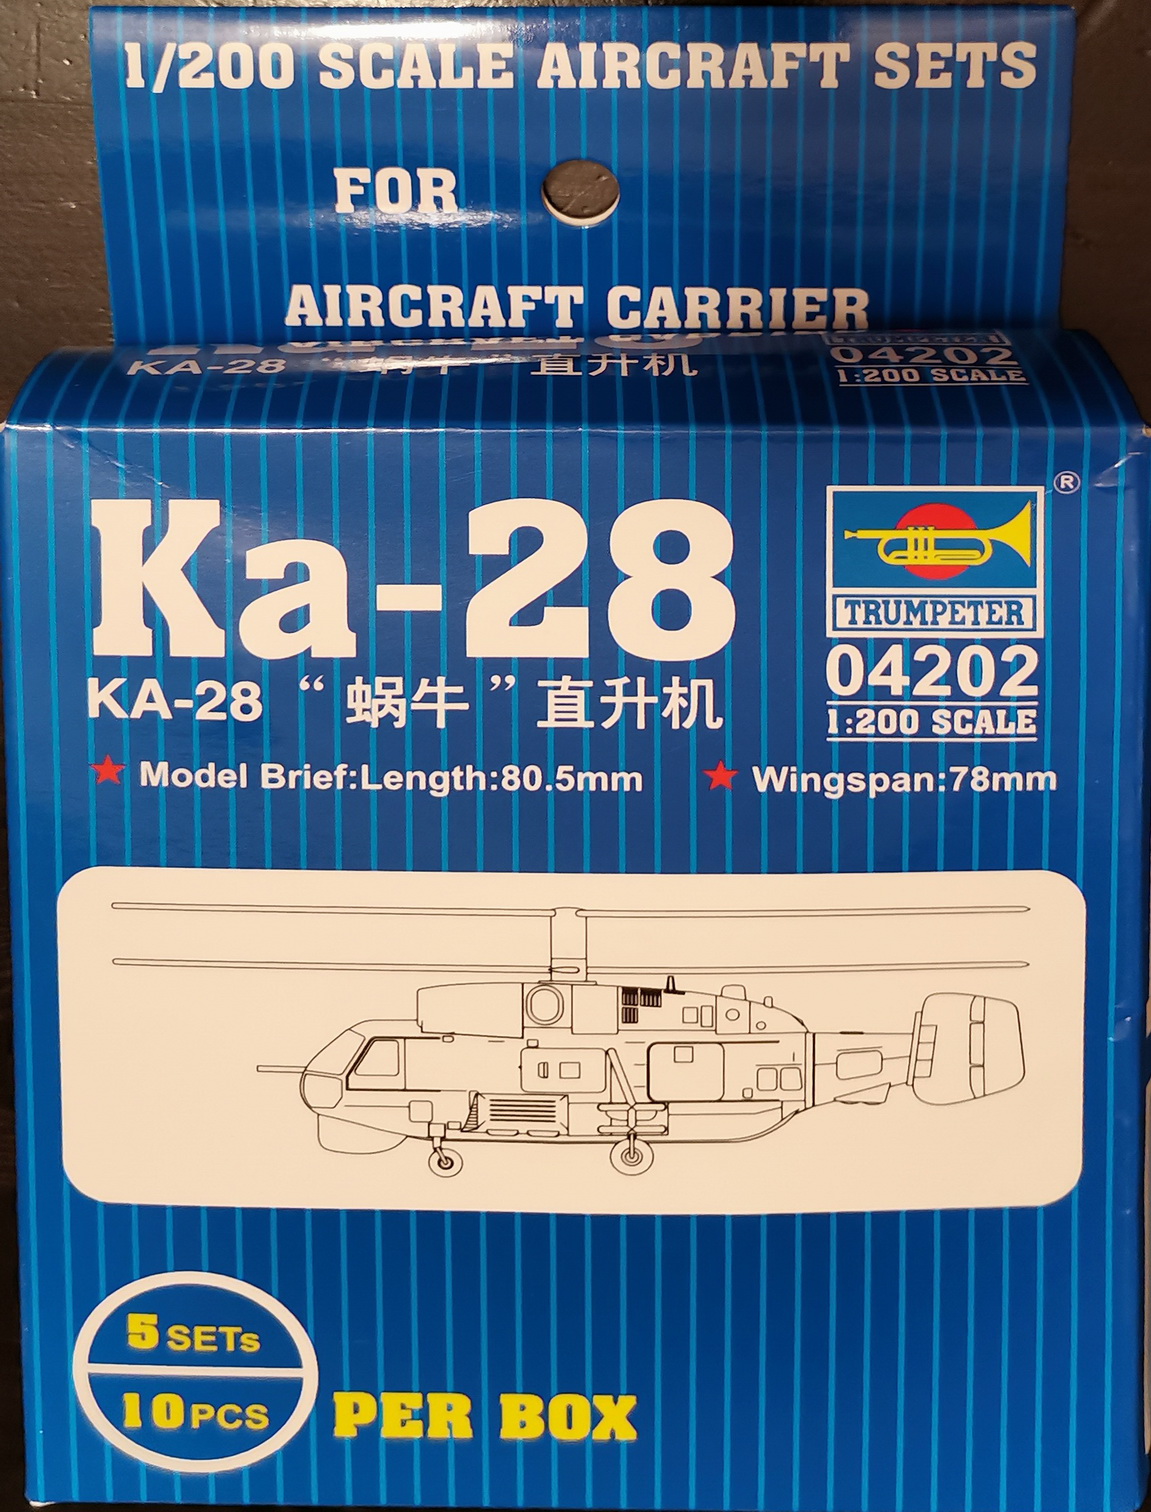 1/200 SCALE AIRCRAFT SETS
FOR
AIRCRAFT CARRIER
KA-28 “蜗牛” 直升机
04202
1:200 SCALE
Ka-28
®
TRUMPETER
KA-28 “蜗牛” 直升机
04202
1:200 SCALE
★ Model Brief:Length:80.5mm ★ Wingspan:78mm
5 SETs
10 PCS
PER BOX